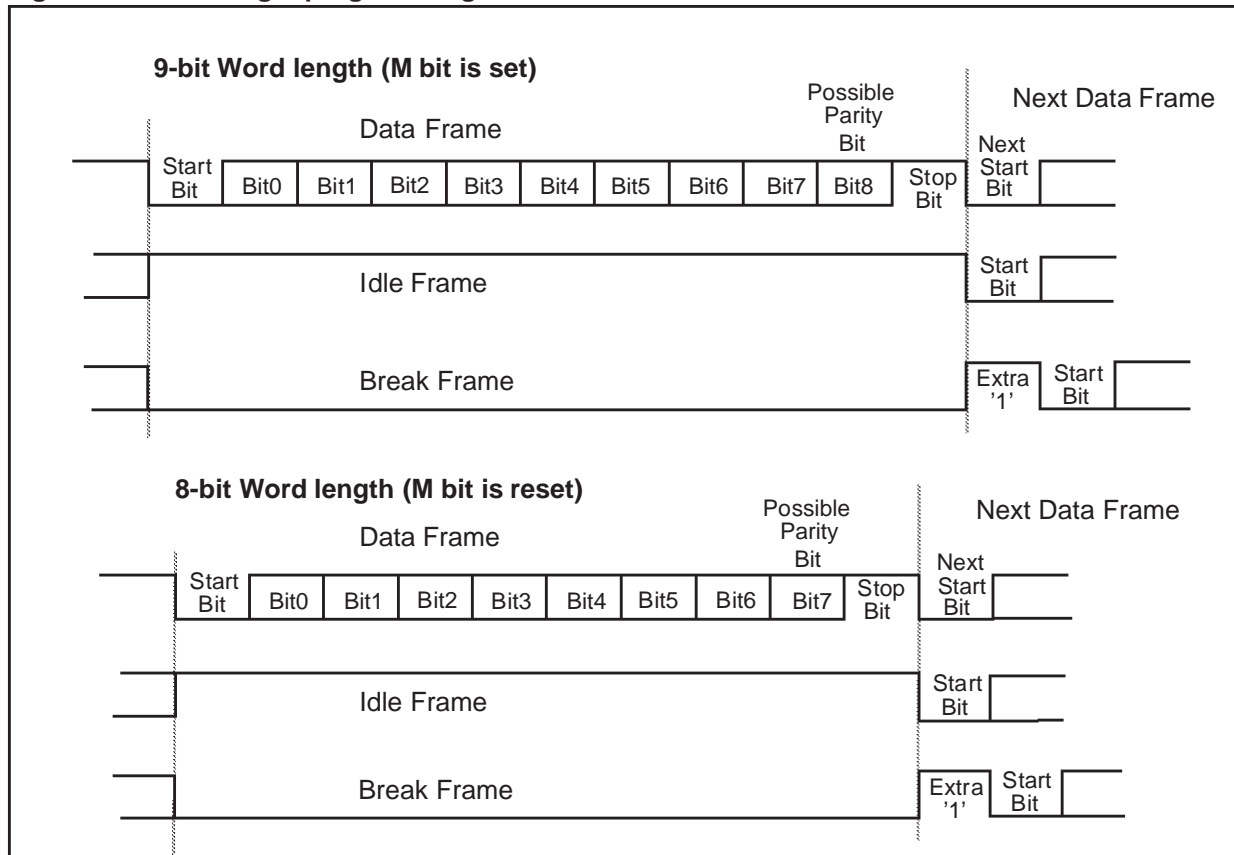 9-bit Word length (M bit is set)
Possible
Parity
Bit
Next Data Frame
Data Frame
Start
Bit
Bit0
Bit1
Bit2
Bit3
Bit4
Bit5
Bit6
Bit7
Bit8
Stop
Bit
Next
Start
Bit
Idle Frame
Start
Bit
Break Frame
Extra
'1'
Start
Bit
8-bit Word length (M bit is reset)
Possible
Parity
Bit
Next Data Frame
Data Frame
Start
Bit
Bit0
Bit1
Bit2
Bit3
Bit4
Bit5
Bit6
Bit7
Stop
Bit
Next
Start
Bit
Idle Frame
Start
Bit
Break Frame
Extra
'1'
Start
Bit